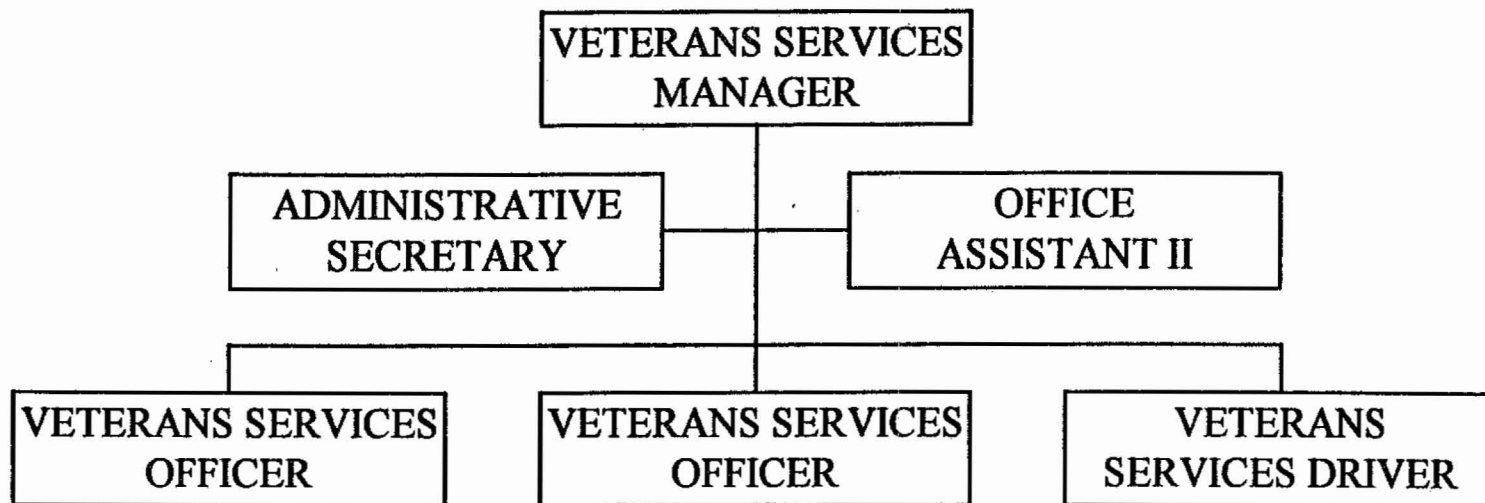 VETERANS SERVICES
MANAGER
ADMINISTRATIVE
SECRETARY
OFFICE
ASSISTANT II
VETERANS SERVICES
OFFICER
VETERANS SERVICES
OFFICER
VETERANS
SERVICES DRIVER